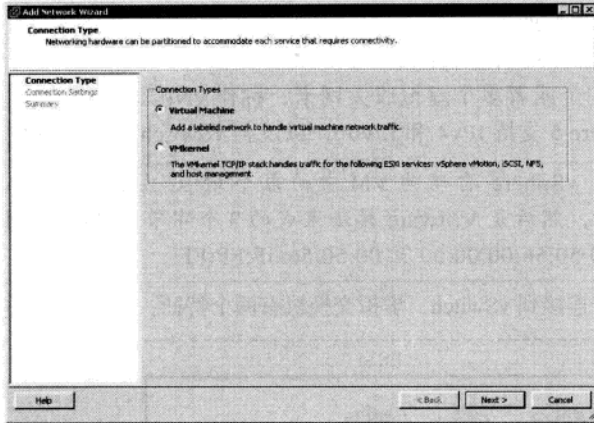 Add Network Wizard
Connection Type
Networking hardware can be partitioned to accommodate each service that requires connectivity.
Connection Type
Connection Settings
Summary
Connection Types
Virtual Machine
Add a labeled network to handle virtual machine network traffic.
VMkernel
The VMkernel TCP/IP stack handles traffic for the following ESXi services: vSphere vMotion, iSCSI, NFS,
and host management.
Help
< Back
Next >
Cancel